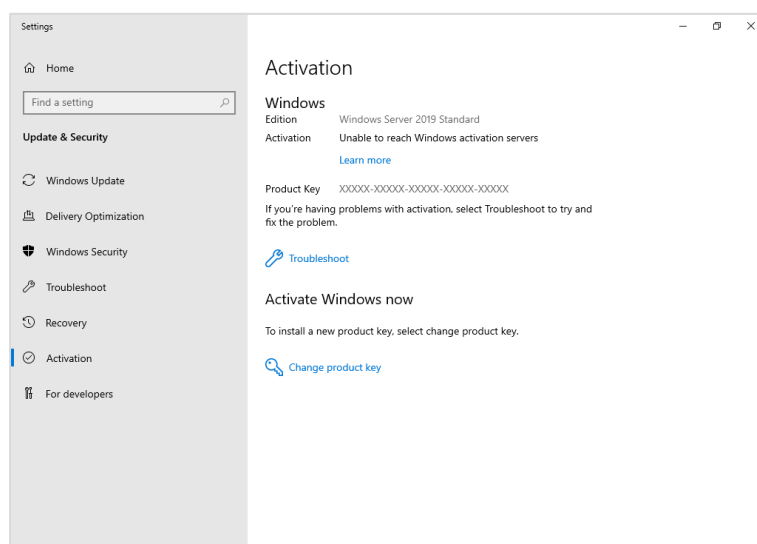 Settings
Home
Find a setting
Update & Security
Windows Update
Delivery Optimization
Windows Security
Troubleshoot
Recovery
Activation
For developers
Activation
Windows
Edition Windows Server 2019 Standard
Activation Unable to reach Windows activation servers
Learn more
Product Key XXXXX-XXXXX-XXXXX-XXXXX-XXXXX
If you're having problems with activation, select Troubleshoot to try and
fix the problem.
Troubleshoot
Activate Windows now
To install a new product key, select change product key.
Change product key